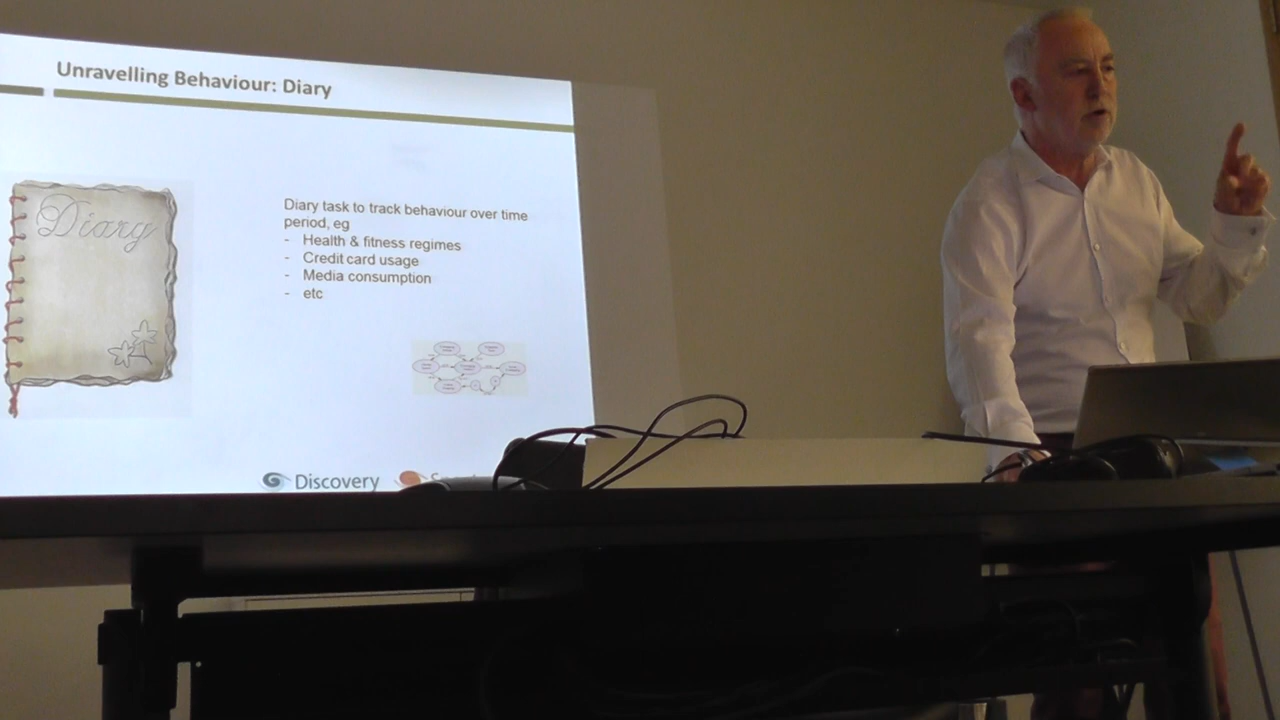 Unravelling Behaviour: Diary
Diary
Diary task to track behaviour over time
period, eg
- Health & fitness regimes
- Credit card usage
- Media consumption
- etc
Discovery